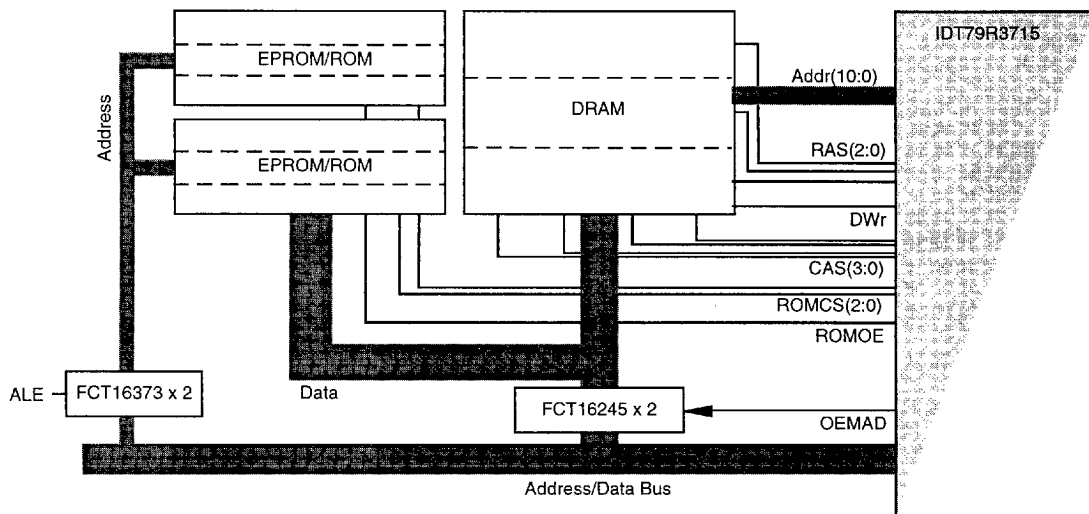 IDT79R3715
EPROM/ROM
Addr(10:0)
DRAM
Address
EPROM/ROM
RAS(2:0)
DWr
CAS(3:0)
ROMCS(2:0)
ROMOE
ALE
FCT16373 x 2
Data
FCT16245 x 2
OEMAD
Address/Data Bus